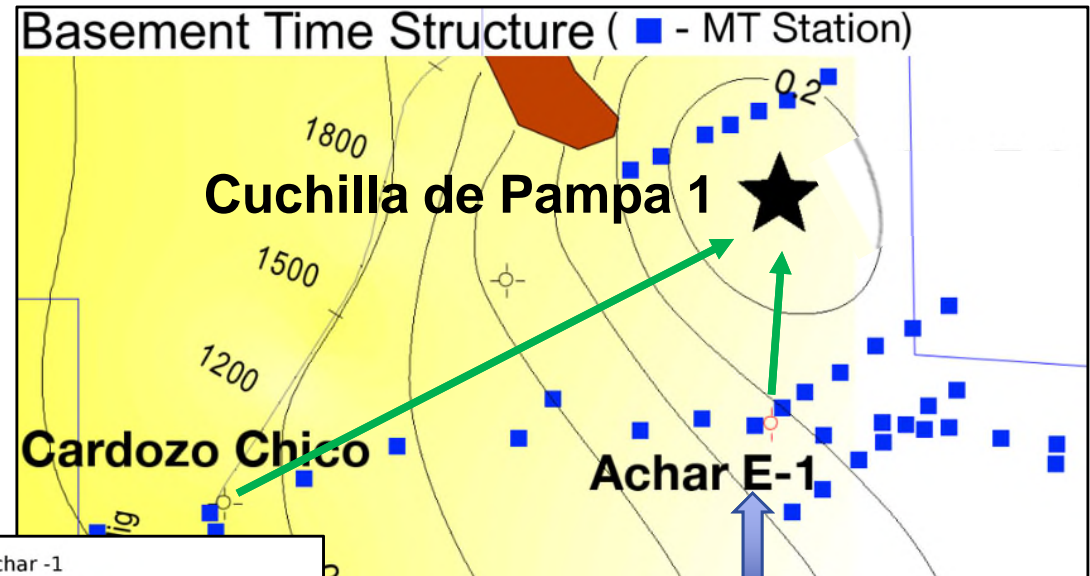 Basement Time Structure ( - MT Station)
0.2
1800
Cuchilla de Pampa 1
1500
1200
Cardozo Chico
Achar E-1
lig
char -1